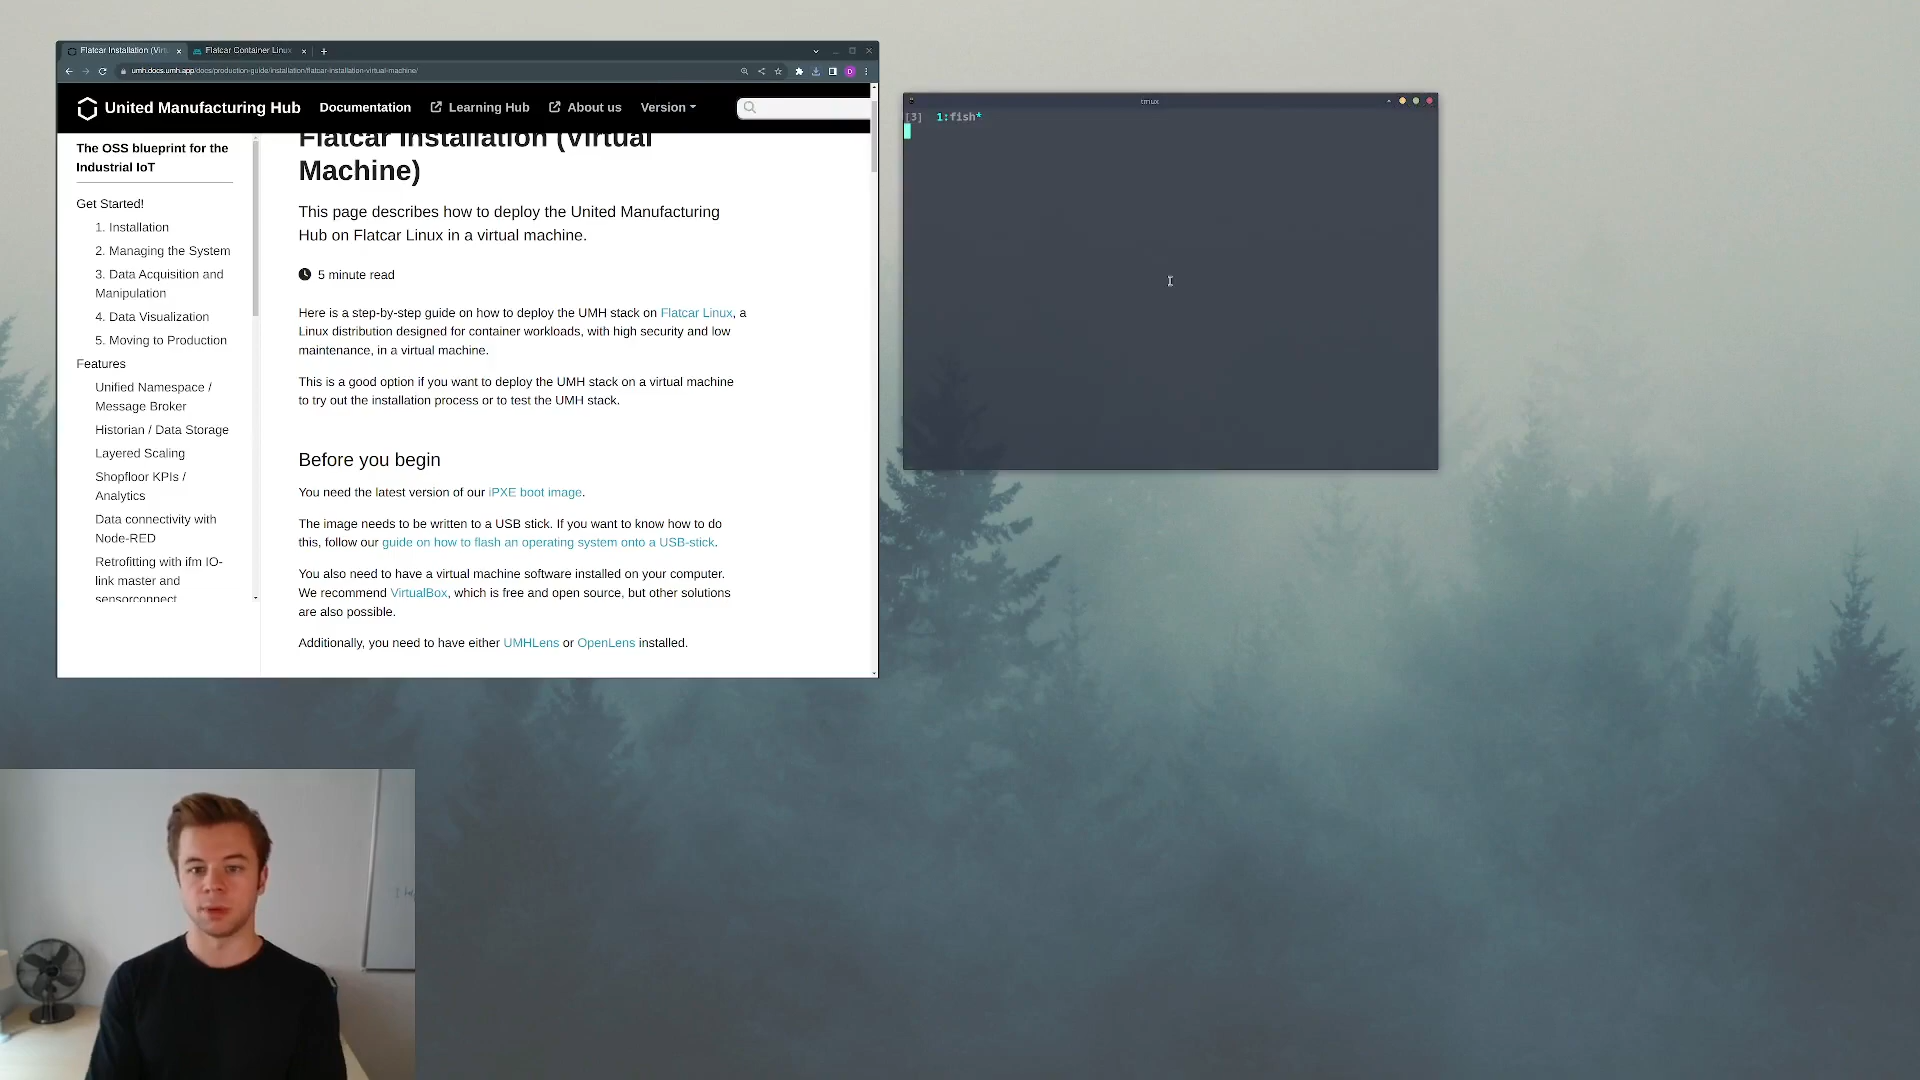 Flatcar Installation (Virt
Flatcar Container Linux
umh.docs.umh.app/docs/production-guide/installation/flatcar-installation-virtual-machine/
D
United Manufacturing Hub
Documentation
Learning Hub
About us
Version
The OSS blueprint for the
Industrial IoT
Get Started!
1. Installation
2. Managing the System
3. Data Acquisition and
Manipulation
4. Data Visualization
5. Moving to Production
Features
Unified Namespace /
Message Broker
Historian / Data Storage
Layered Scaling
Shopfloor KPIs /
Analytics
Data connectivity with
Node-RED
Retrofitting with ifm IO-
link master and
sensorconnect
Flatcar Installation (Virtual
Machine)
This page describes how to deploy the United Manufacturing
Hub on Flatcar Linux in a virtual machine.
5 minute read
Here is a step-by-step guide on how to deploy the UMH stack on Flatcar Linux, a
Linux distribution designed for container workloads, with high security and low
maintenance, in a virtual machine.
This is a good option if you want to deploy the UMH stack on a virtual machine
to try out the installation process or to test the UMH stack.
Before you begin
You need the latest version of our iPXE boot image.
The image needs to be written to a USB stick. If you want to know how to do
this, follow our guide on how to flash an operating system onto a USB-stick.
You also need to have a virtual machine software installed on your computer.
We recommend VirtualBox, which is free and open source, but other solutions
are also possible.
Additionally, you need to have either UMHLens or OpenLens installed.
tmux
[3] 1:fish*